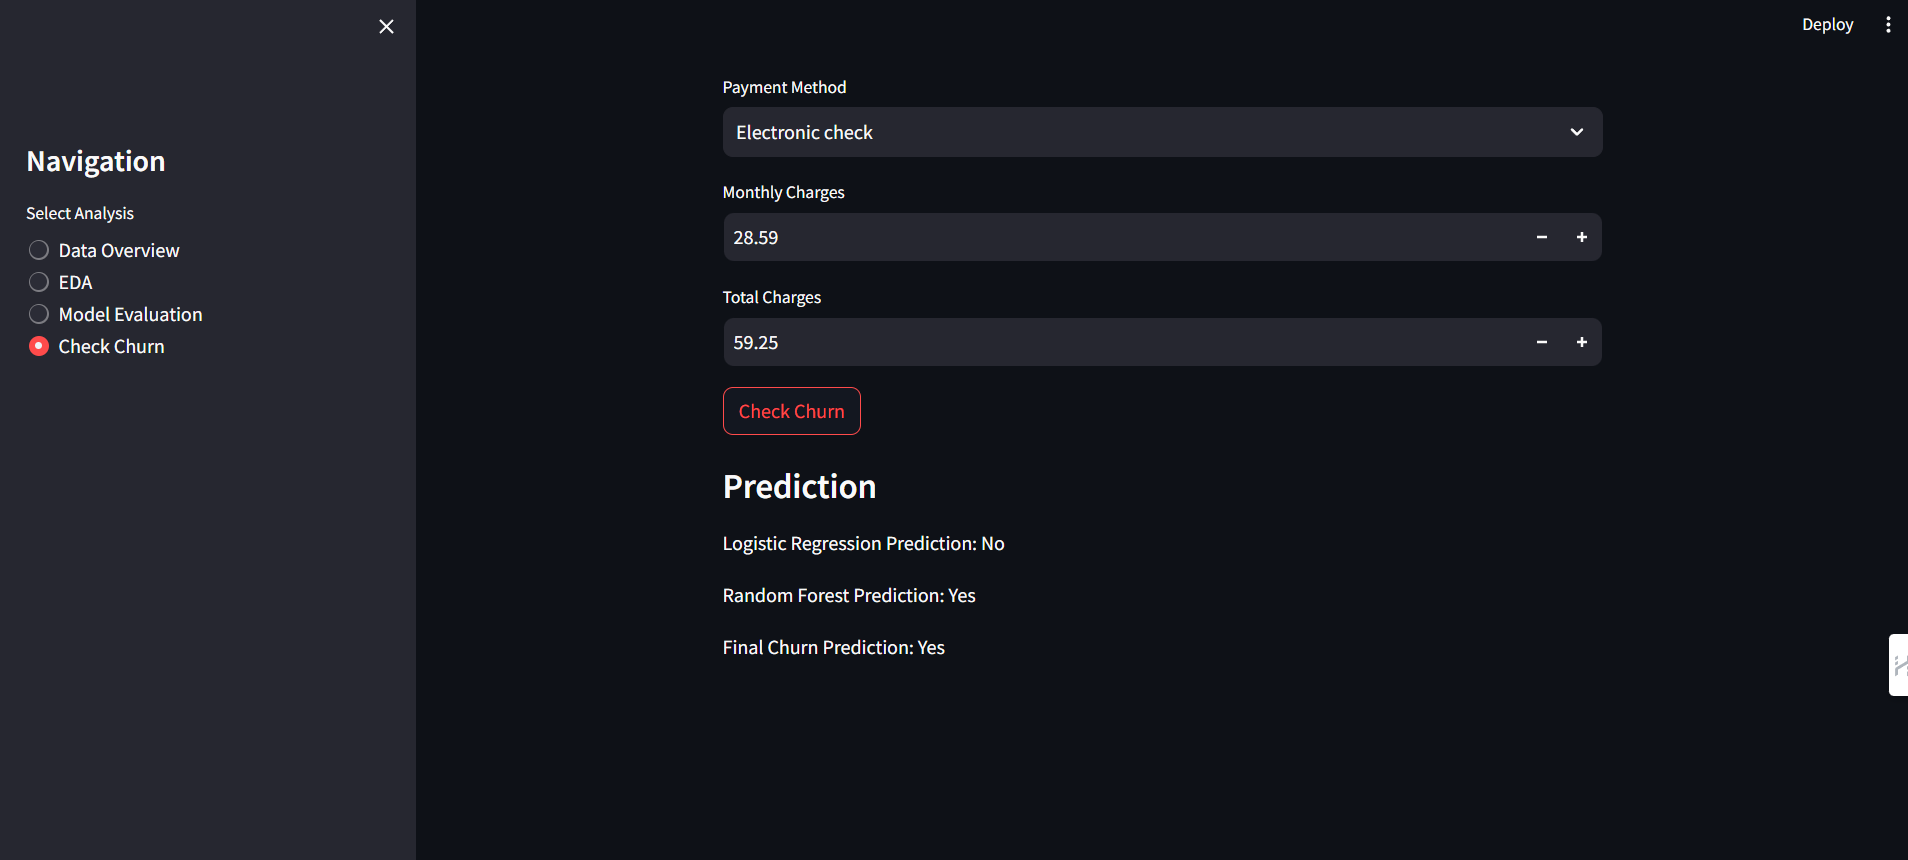 Deploy
Navigation
Select Analysis
Data Overview
EDA
Model Evaluation
Check Churn
Payment Method
Electronic check
Monthly Charges
28.59
Total Charges
59.25
Check Churn
Prediction
Logistic Regression Prediction: No
Random Forest Prediction: Yes
Final Churn Prediction: Yes